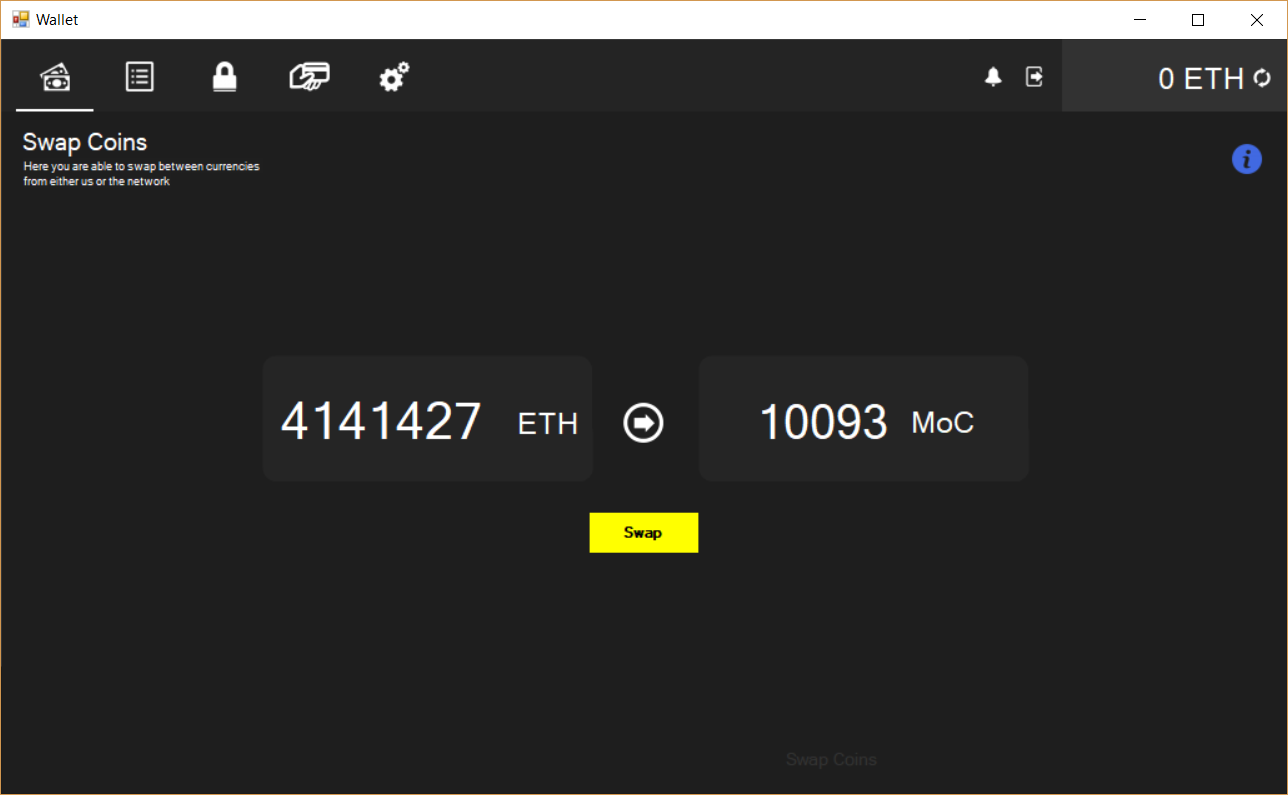 Wallet
0 ETH
Swap Coins
Here you are able to swap between currencies
from either us or the network
4141427 ETH
10093 MoC
Swap
Swap Coins